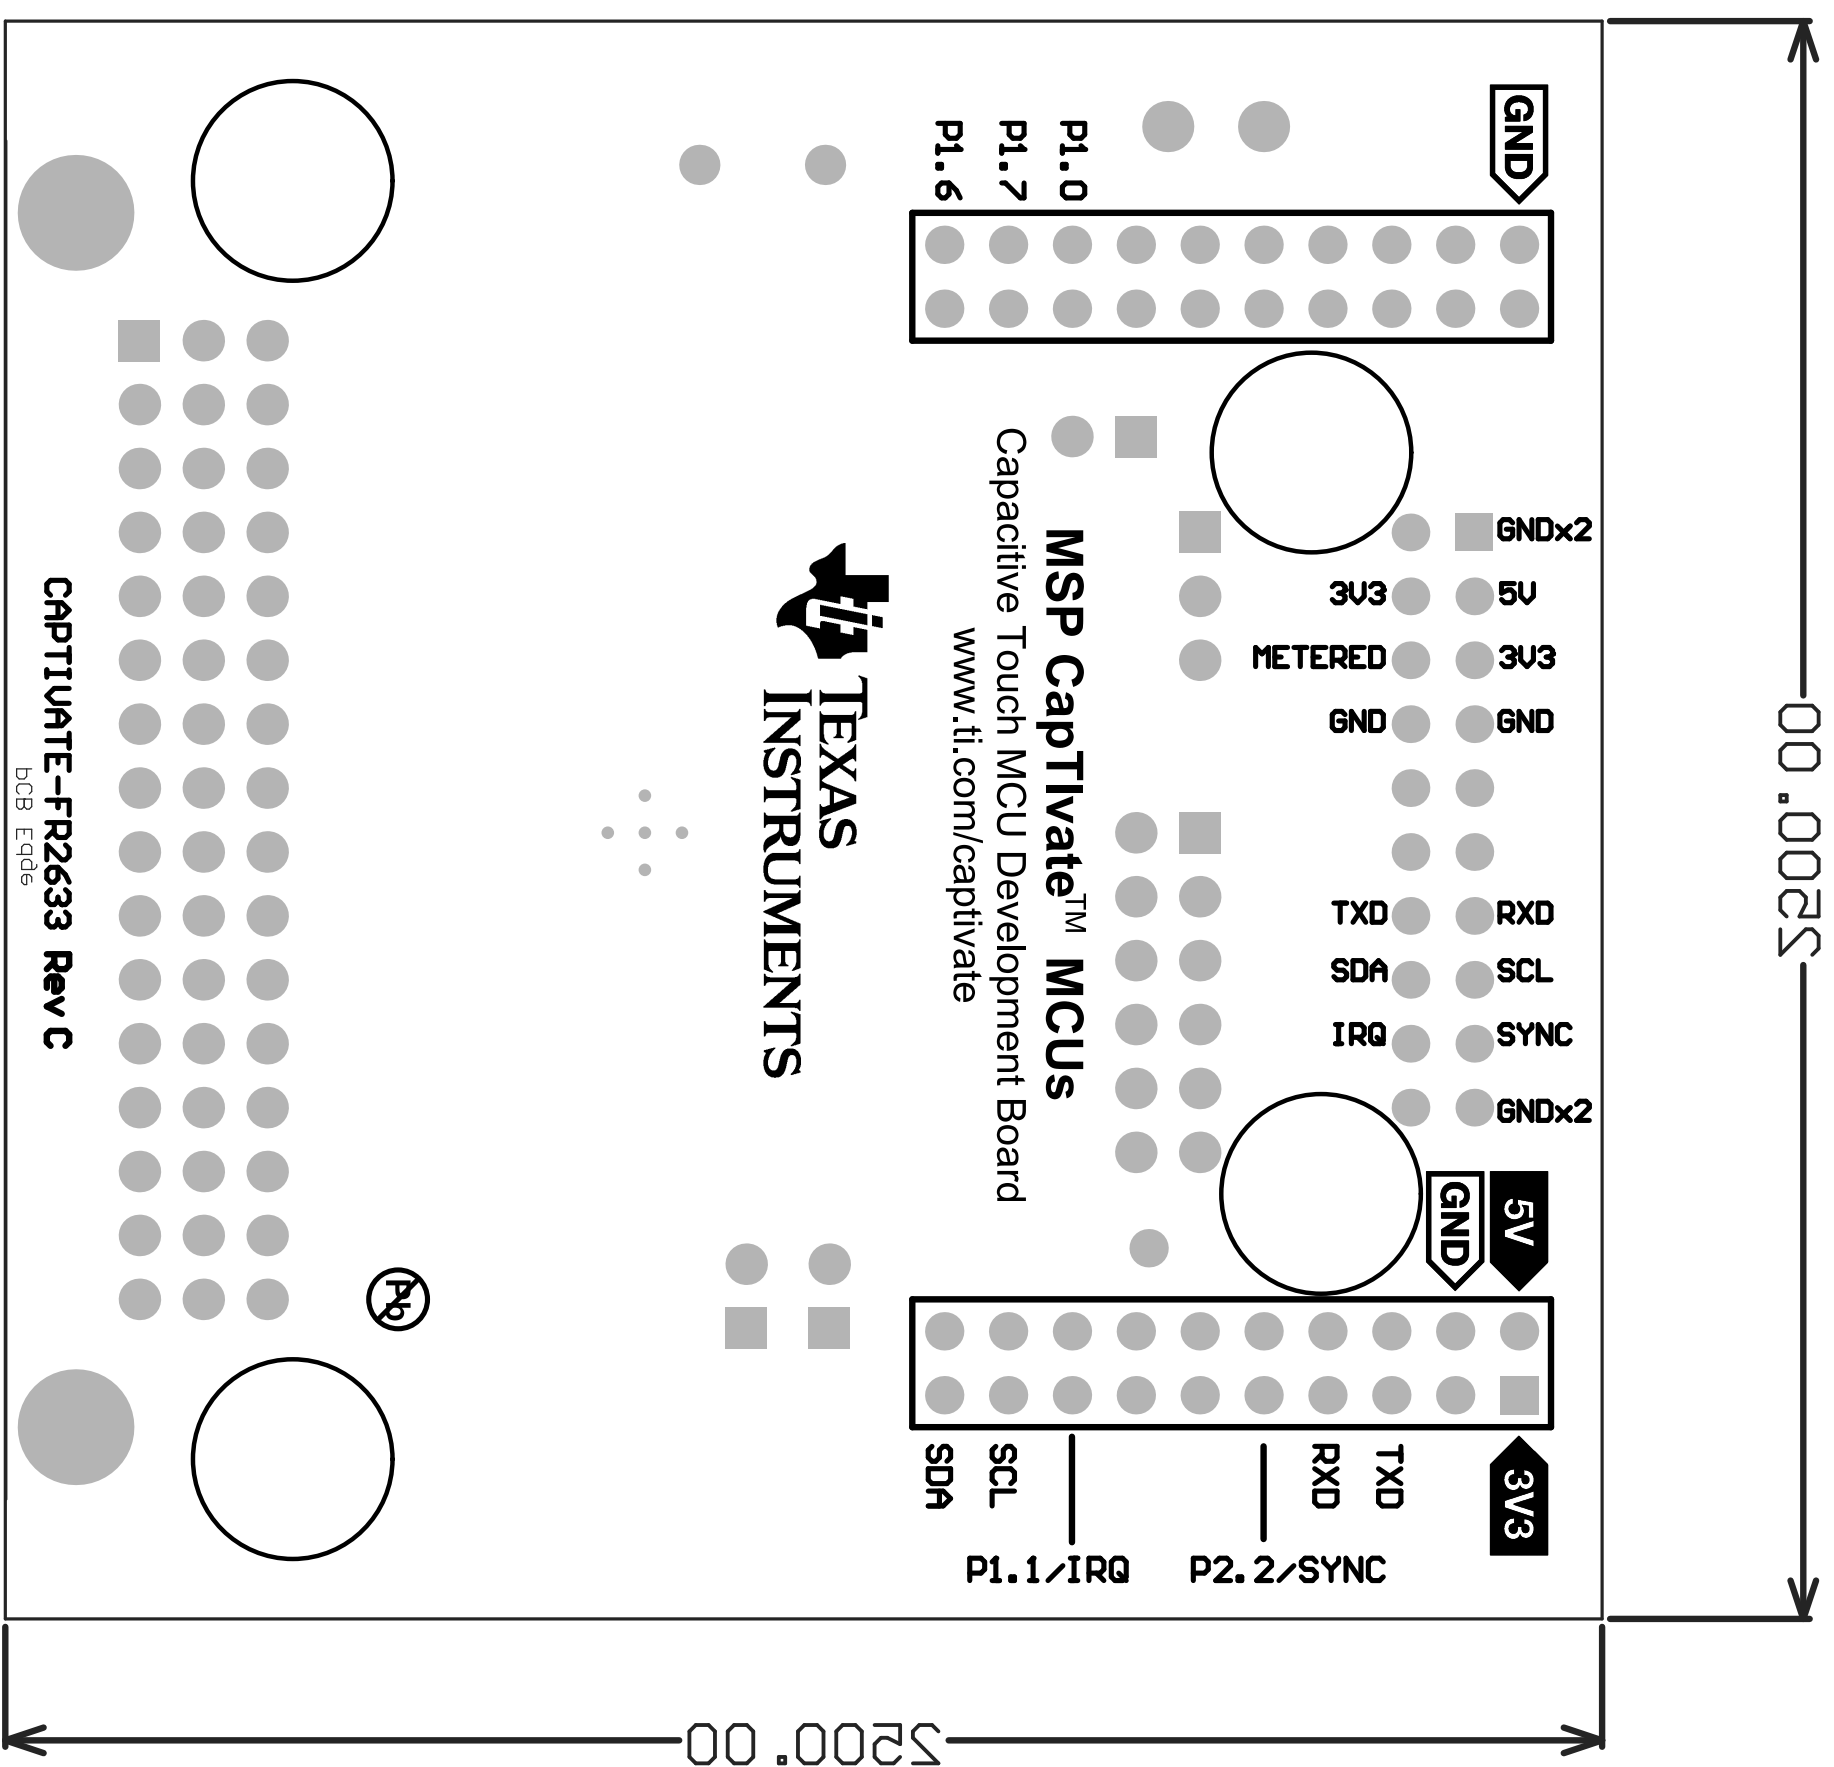 GND
P1.6
P1.7
P1.0
GNDx2
3V3
5V
METERED
3V3
GND
GND
TXD
RXD
SDA
SCL
IRQ
SYNC
GNDx2
MSP CapTIvate™ MCUs
Capacitive Touch MCU Development Board
www.ti.com/captivate
TEXAS
INSTRUMENTS
CAPTIVATE-FR2633 Rev C
PCB Edge
Pb
GND
5V
SDA
SCL
RXD
TXD
3V3
P1.1/IRQ
P2.2/SYNC
2500.00
2500.00